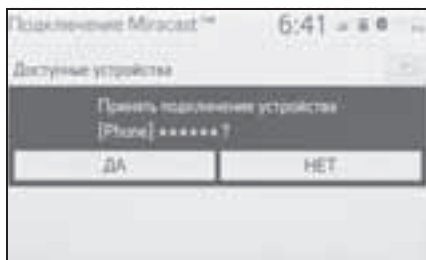 Подключение Miracast™ 6:41
Доступные устройства
Принять подключение устройства
[Phone] ******?
ДА НЕТ